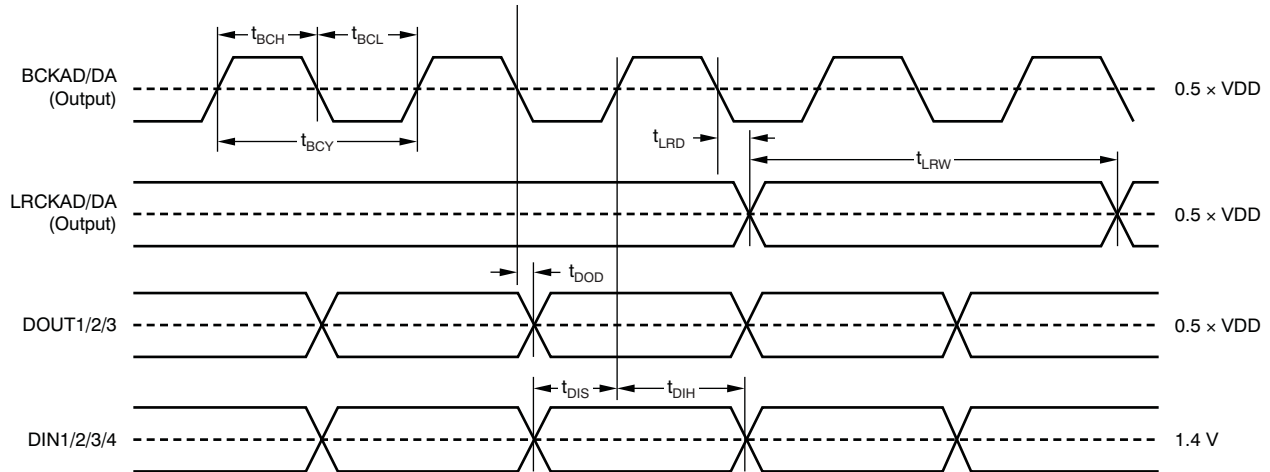 t_BCH
t_BCL
BCKAD/DA
(Output)
0.5 × VDD
t_BCY
t_LRD
t_LRW
LRCKAD/DA
(Output)
0.5 × VDD
t_DOD
DOUT1/2/3
0.5 × VDD
t_DIS
t_DIH
DIN1/2/3/4
1.4 V